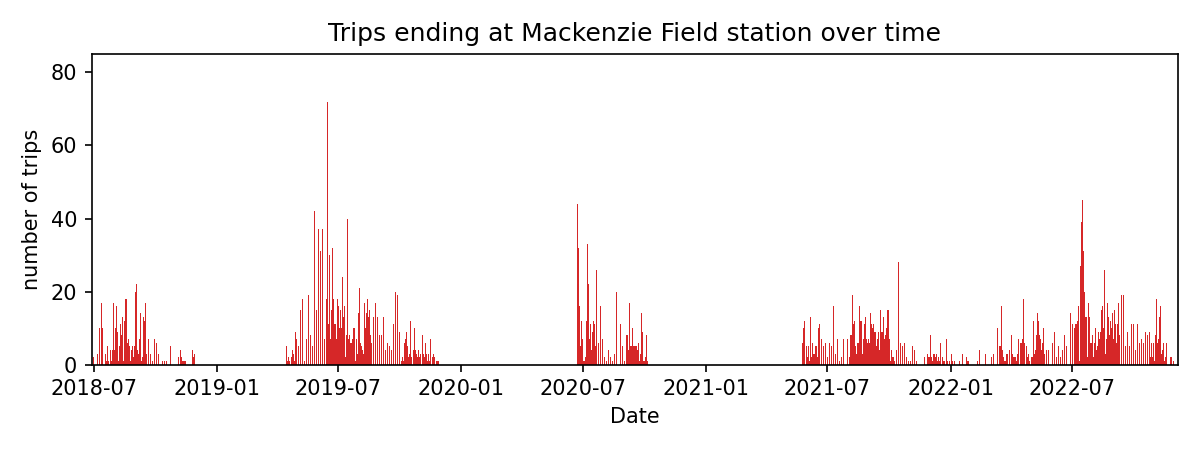 Trips ending at Mackenzie Field station over time
number of trips
80
60
40
20
0
2018-07 2019-01 2019-07 2020-01 2020-07 2021-01 2021-07 2022-01 2022-07
Date